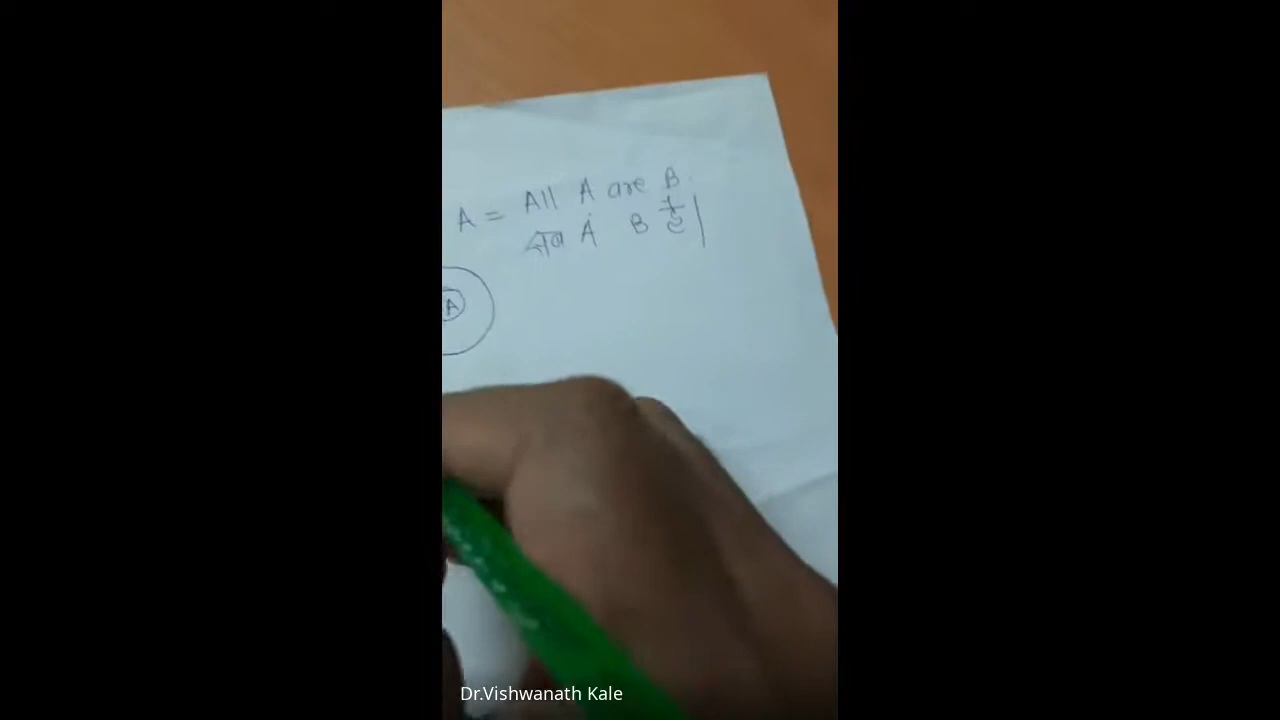 A = All A are B.
सब A B है|
A
Dr.Vishwanath Kale